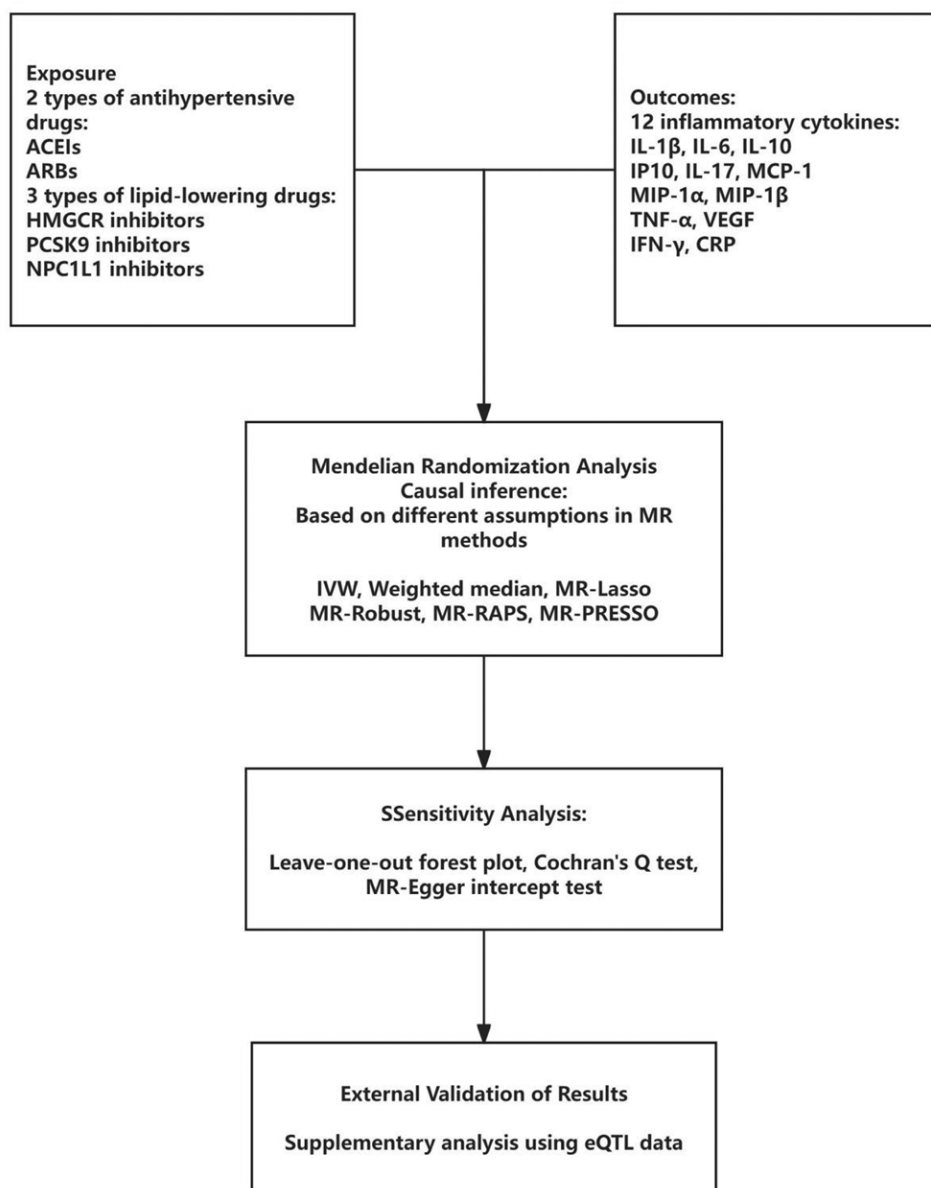 Exposure
2 types of antihypertensive
drugs:
ACEIs
ARBs
3 types of lipid-lowering drugs:
HMGCR inhibitors
PCSK9 inhibitors
NPC1L1 inhibitors
Outcomes:
12 inflammatory cytokines:
IL-1β, IL-6, IL-10
IP10, IL-17, MCP-1
MIP-1α, MIP-1β
TNF-α, VEGF
IFN-γ, CRP
Mendelian Randomization Analysis
Causal inference:
Based on different assumptions in MR
methods
IVW, Weighted median, MR-Lasso
MR-Robust, MR-RAPS, MR-PRESSO
SSensitivity Analysis:
Leave-one-out forest plot, Cochran's Q test,
MR-Egger intercept test
External Validation of Results
Supplementary analysis using eQTL data